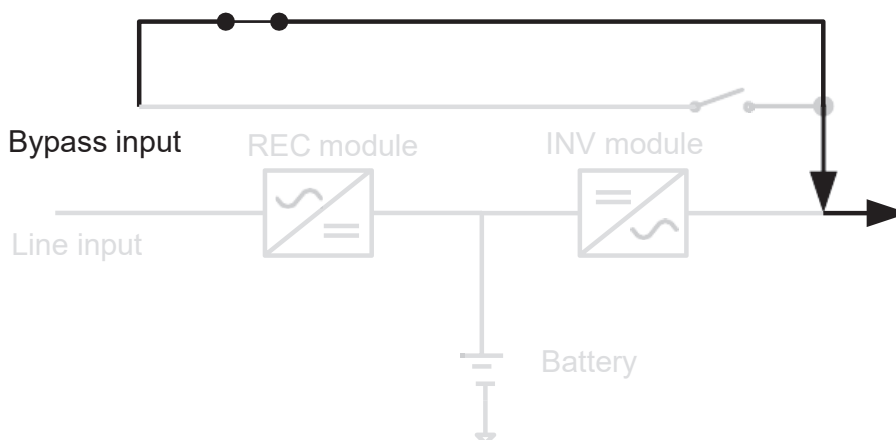 Bypass input
REC module
INV module
Line input
Battery